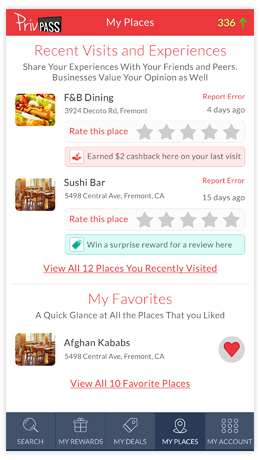 PrivPASS My Places 336
Recent Visits and Experiences
Share Your Experiences With Your Friends and Peers.
Businesses Value Your Opinion as Well
F&B Dining Report Error
3924 Decoto Rd, Fremont 4 days ago
Rate this place
Earned $2 cashback here on your last visit
Sushi Bar Report Error
5498 Central Ave, Fremont, CA 15 days ago
Rate this place
Win a surprise reward for a review here
View All 12 Places You Recently Visited
My Favorites
A Quick Glance at All the Places That you Liked
Afghan Kababs
5498 Central Ave, Fremont, CA
View All 10 Favorite Places
SEARCH MY REWARDS MY DEALS MY PLACES MY ACCOUNT